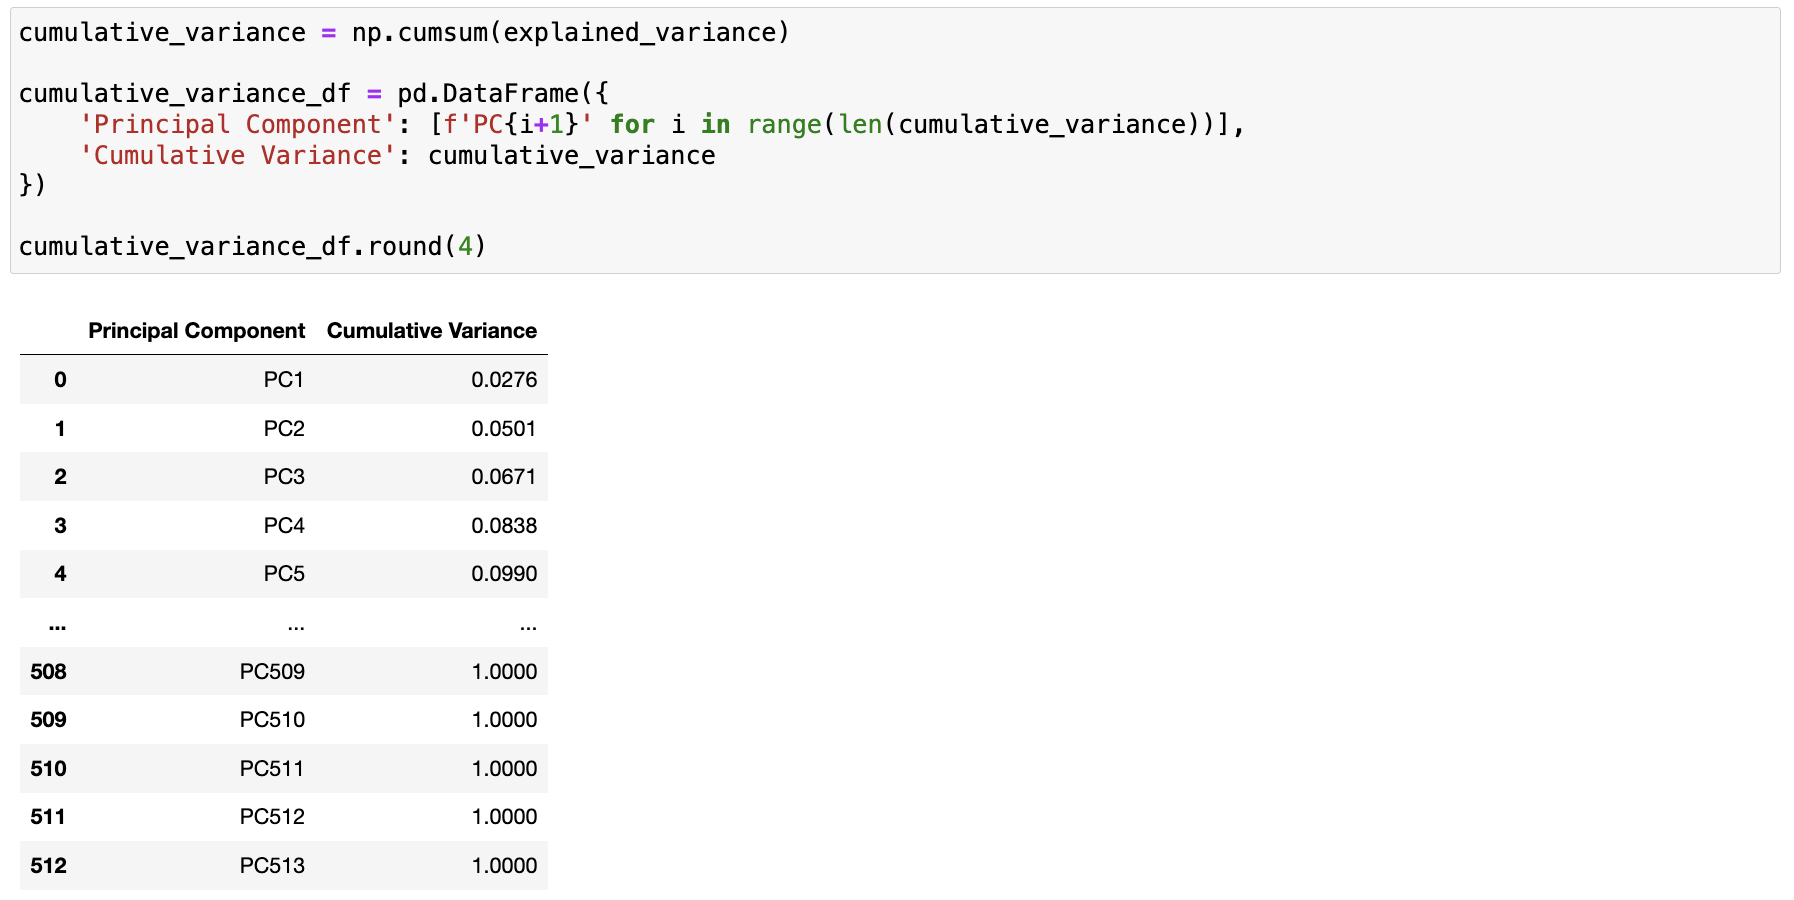 cumulative_variance = np.cumsum(explained_variance)
cumulative_variance_df = pd.DataFrame({
    'Principal Component': [f'PC{i+1}' for i in range(len(cumulative_variance))],
    'Cumulative Variance': cumulative_variance
})
cumulative_variance_df.round(4)
Principal Component Cumulative Variance
0 PC1 0.0276
1 PC2 0.0501
2 PC3 0.0671
3 PC4 0.0838
4 PC5 0.0990
... ... ...
508 PC509 1.0000
509 PC510 1.0000
510 PC511 1.0000
511 PC512 1.0000
512 PC513 1.0000